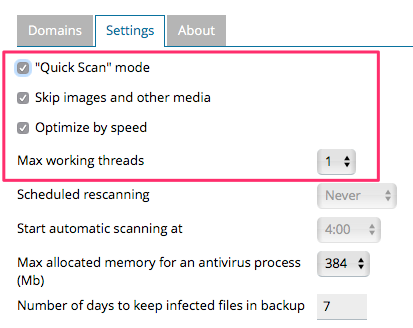 Domains Settings About
"Quick Scan" mode
Skip images and other media
Optimize by speed
Max working threads 1
Scheduled rescanning Never
Start automatic scanning at 4:00
Max allocated memory for an antivirus process 384
(Mb)
Number of days to keep infected files in backup 7